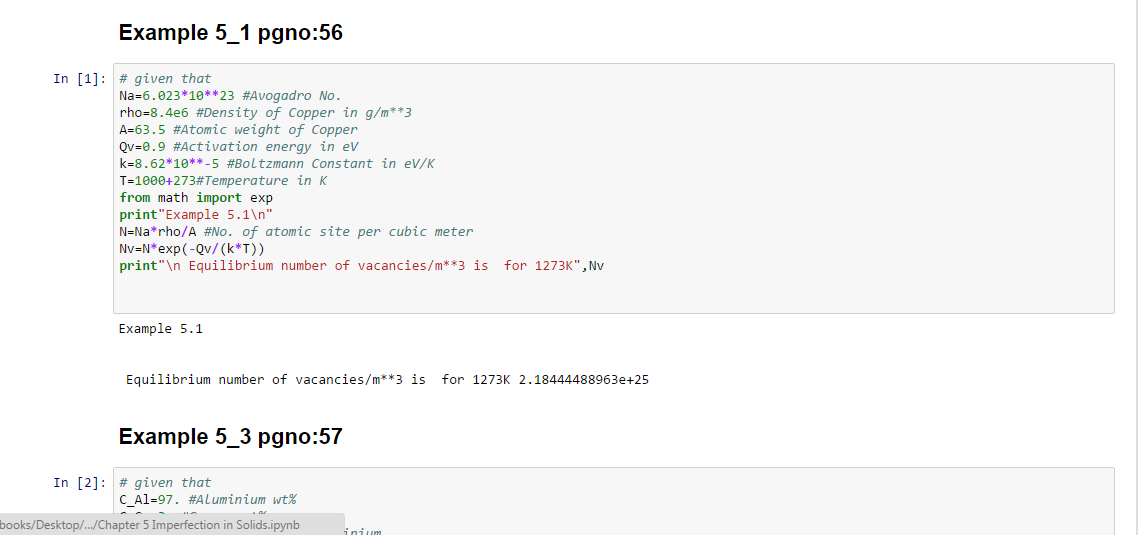 Example 5_1 pgno:56
In [1]: # given that
Na=6.023*10**23 #Avogadro No.
rho=8.4e6 #Density of Copper in g/m**3
A=63.5 #Atomic weight of Copper
Qv=0.9 #Activation energy in eV
k=8.62*10**-5 #Boltzmann Constant in eV/K
T=1000+273#Temperature in K
from math import exp
print"Example 5.1\n"
N=Na*rho/A #No. of atomic site per cubic meter
Nv=N*exp(-Qv/(k*T))
print"\n Equilibrium number of vacancies/m**3 is  for 1273K",Nv
Example 5.1
Equilibrium number of vacancies/m**3 is  for 1273K 2.18444488963e+25
Example 5_3 pgno:57
In [2]: # given that
C_Al=97. #Aluminium wt%
books/Desktop/.../Chapter 5 Imperfection in Solids.ipynb